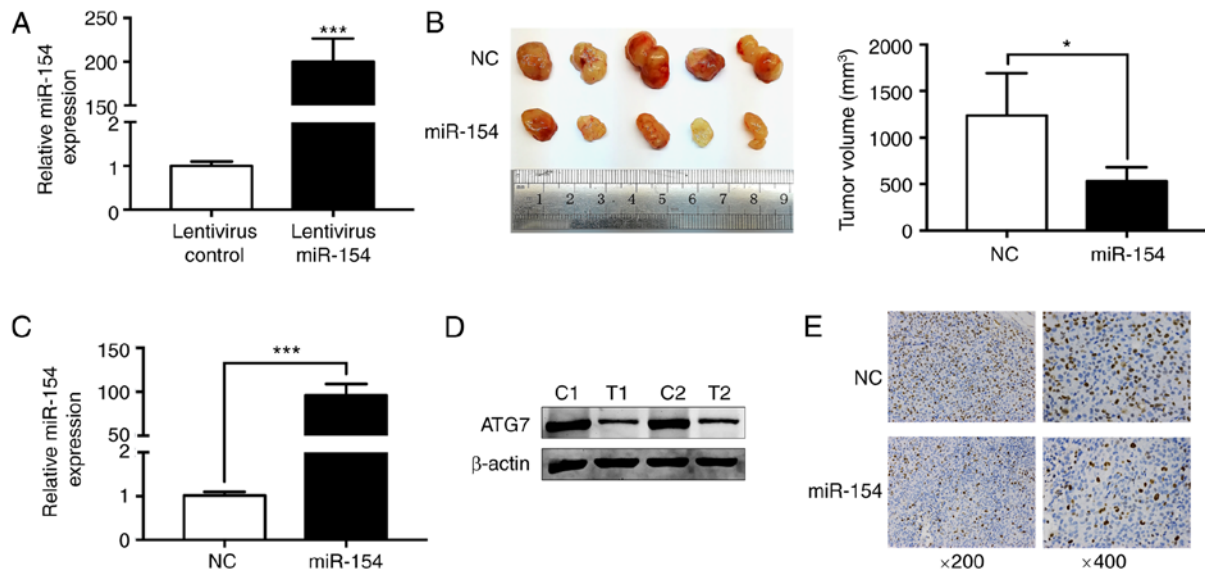 A
Relative miR-154
expression
250
200
150
2
1
0
***
Lentivirus
control
Lentivirus
miR-154
B
NC
miR-154
1 2 3 4 5 6 7 8 9
Tumor volume (mm³)
2000
1500
1000
500
0
*
NC
miR-154
C
Relative miR-154
expression
150
100
50
2
1
0
***
NC
miR-154
D
C1 T1 C2 T2
ATG7
β-actin
E
NC
miR-154
×200 ×400